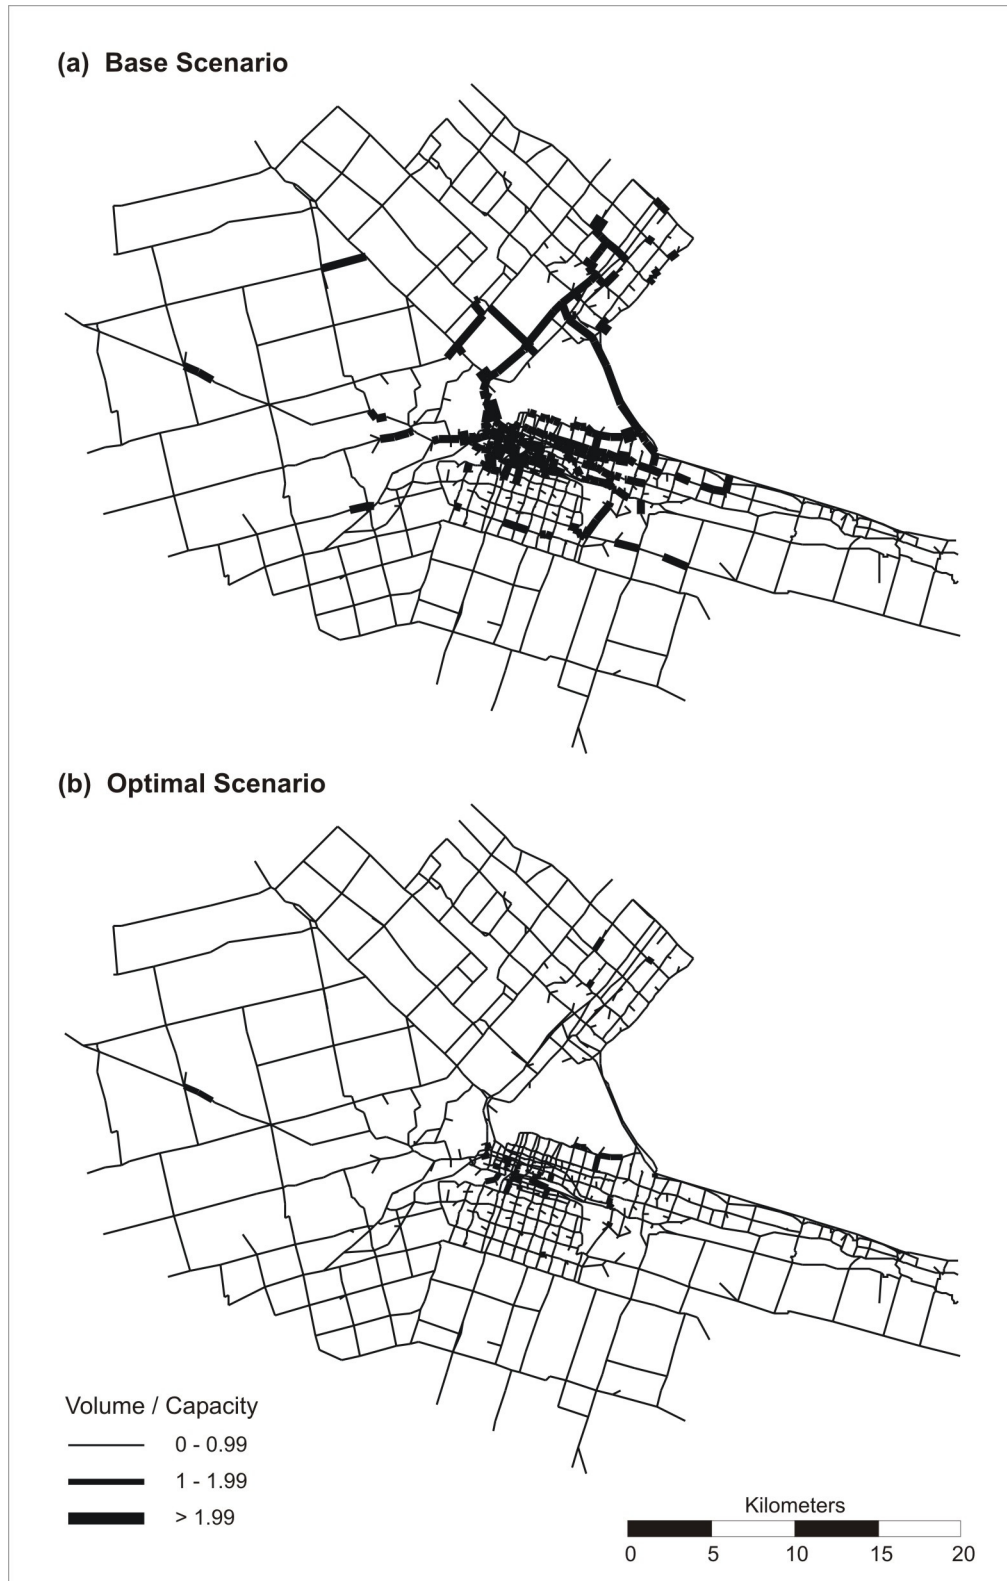 (a) Base Scenario
(b) Optimal Scenario
Volume / Capacity
0 - 0.99
1 - 1.99
> 1.99
Kilometers
0 5 10 15 20